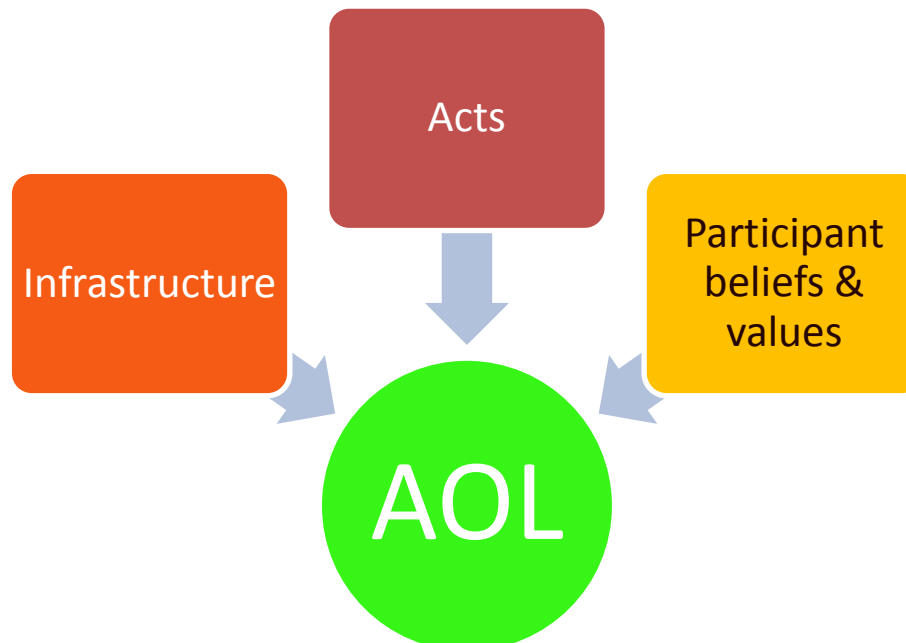 Acts
Infrastructure
Participant
beliefs &
values
AOL